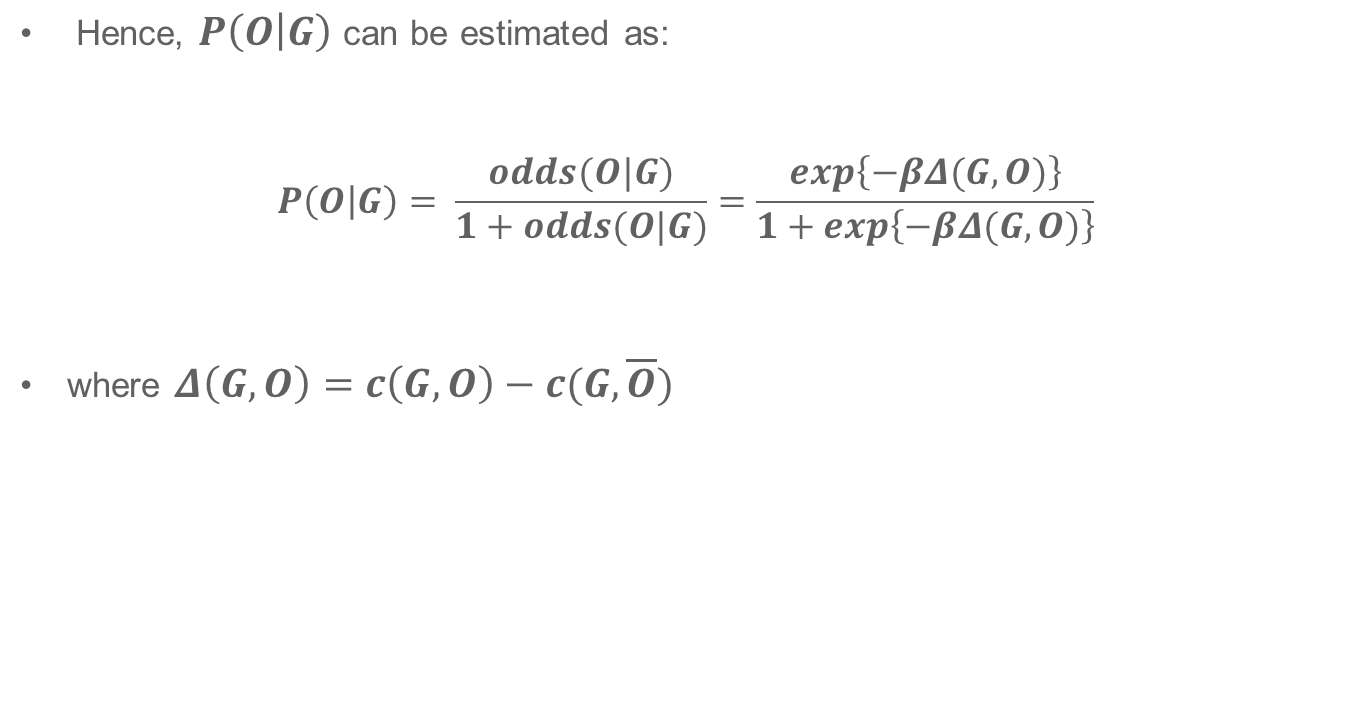 • Hence, P(O|G) can be estimated as:
P(O|G) = odds(O|G) / 1 + odds(O|G) = exp{−βΔ(G, O)} / 1 + exp{−βΔ(G, O)}
• where Δ(G, O) = c(G, O) − c(G, O̅)